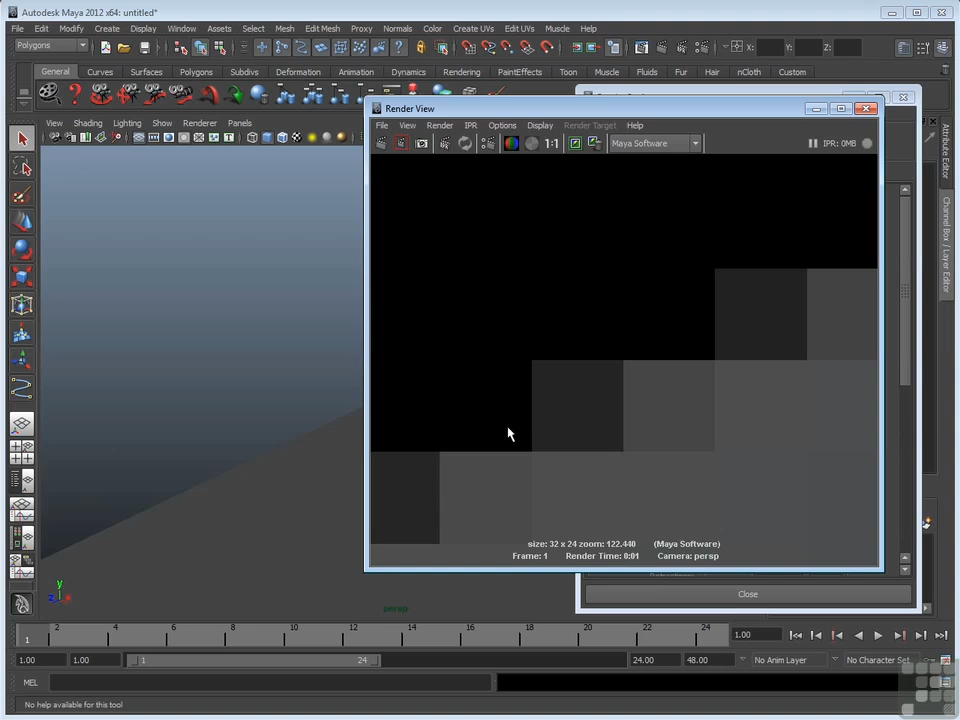 Autodesk Maya 2012 x64: untitled*
File Edit Modify Create Display Window Assets Select Mesh Edit Mesh Proxy Normals Color Create UVs Edit UVs Muscle Help
Polygons
X: Y: Z:
General Curves Surfaces Polygons Subdivs Deformation Animation Dynamics Rendering PaintEffects Toon Muscle Fluids Fur Hair nCloth Custom
View Shading Lighting Show Renderer Panels
Render View
File View Render IPR Options Display Render Target Help
1:1 Maya Software IPR: 0MB
Attribute Editor
Channel Box / Layer Editor
size: 32 x 24 zoom: 122.440 (Maya Software)
Frame: 1 Render Time: 0:01 Camera: persp
Close
y
z x
persp
1 2 4 6 8 10 12 14 16 18 20 22 24 1.00
1.00 1.00 1 24 24.00 48.00 No Anim Layer No Character Set
MEL
No help available for this tool